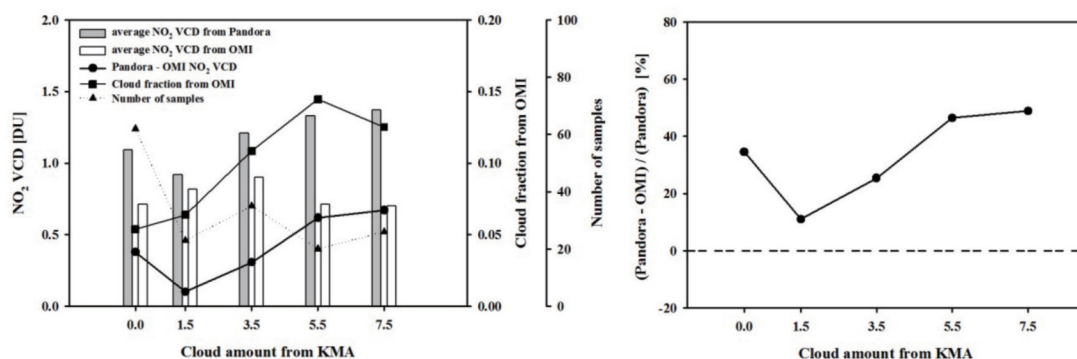 2.0
1.5
1.0
0.5
0.0
NO2 VCD [DU]
average NO2 VCD from Pandora
average NO2 VCD from OMI
Pandora - OMI NO2 VCD
Cloud fraction from OMI
Number of samples
0.0 1.5 3.5 5.5 7.5
Cloud amount from KMA
0.20
0.15
0.10
0.05
0.00
Cloud fraction from OMI
100
80
60
40
20
0
Number of samples
80
60
40
20
0
-20
(Pandora - OMI) / (Pandora) [%]
0.0 1.5 3.5 5.5 7.5
Cloud amount from KMA